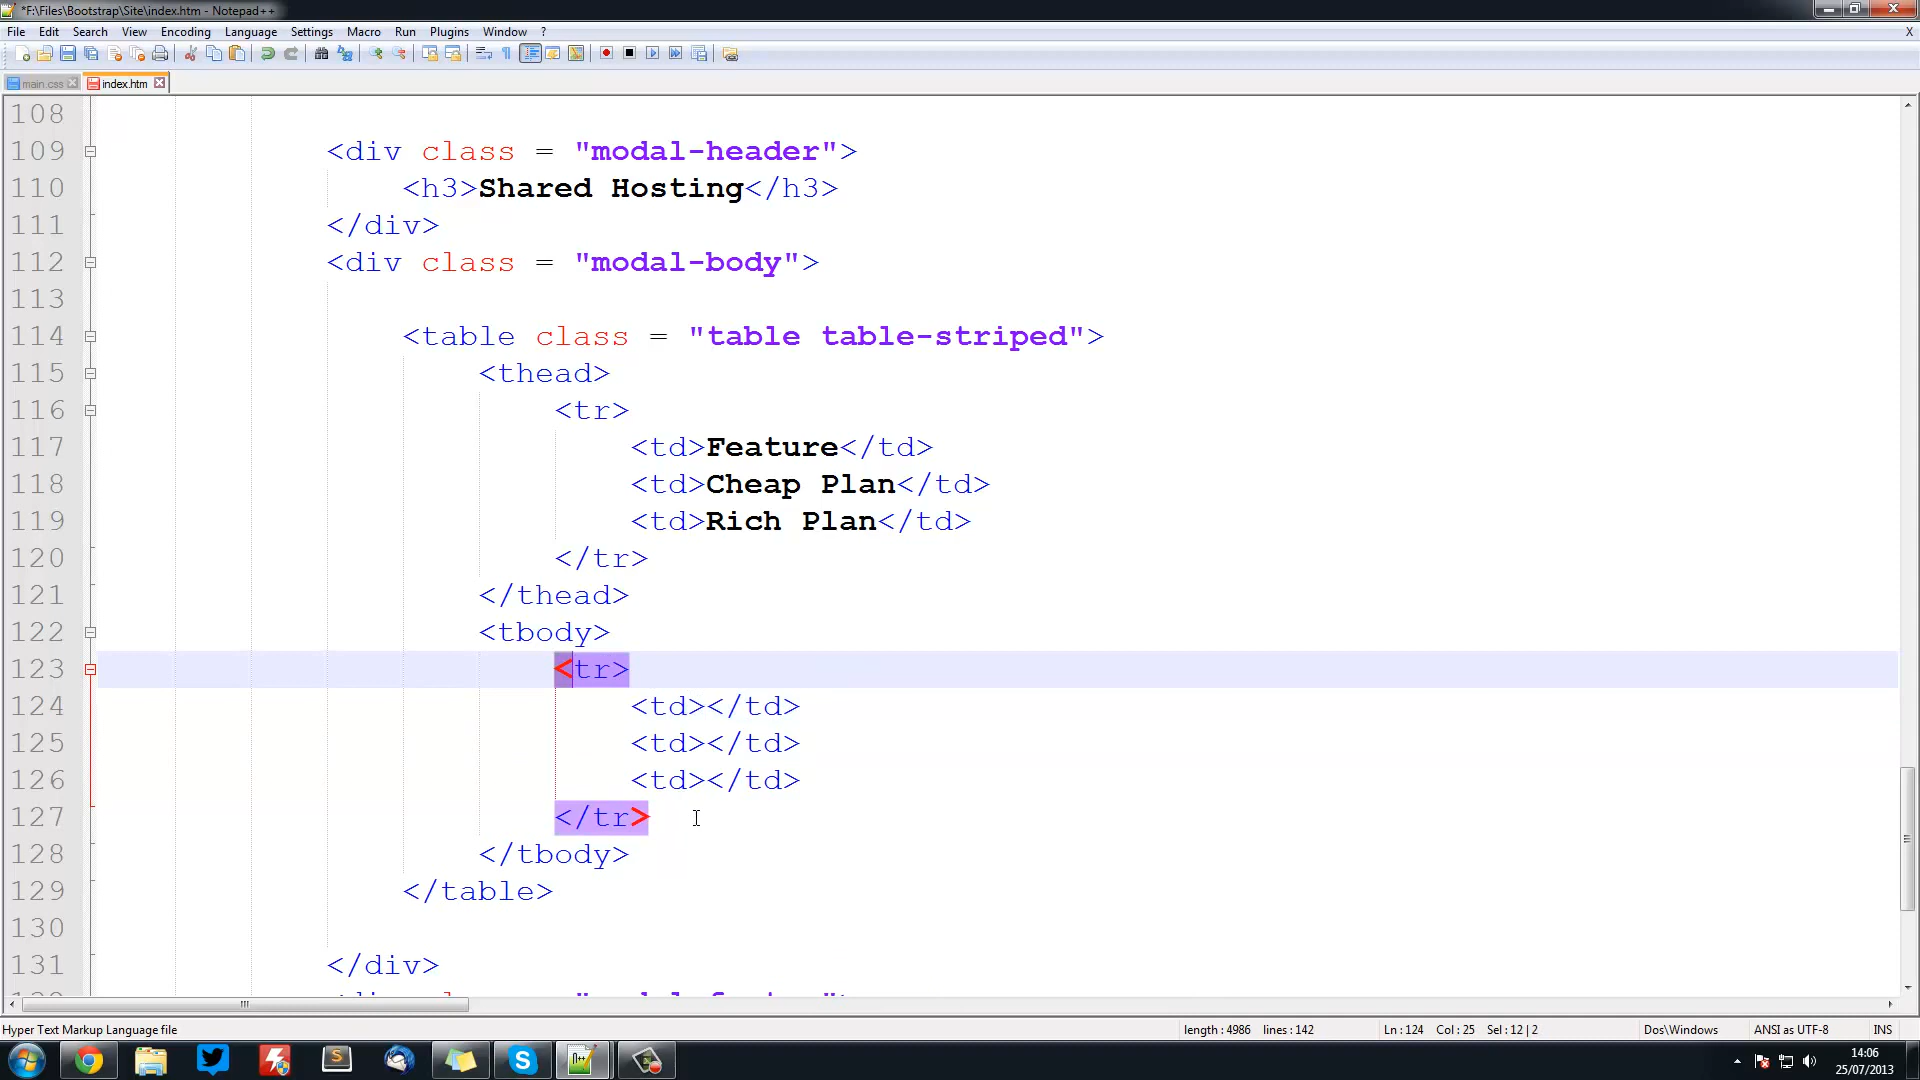 *F:\Files\Bootstrap\Site\index.htm - Notepad++
File Edit Search View Encoding Language Settings Macro Run Plugins Window ? X
main.css index.htm
108
109 <div class = "modal-header">
110 <h3>Shared Hosting</h3>
111 </div>
112 <div class = "modal-body">
113
114 <table class = "table table-striped">
115 <thead>
116 <tr>
117 <td>Feature</td>
118 <td>Cheap Plan</td>
119 <td>Rich Plan</td>
120 </tr>
121 </thead>
122 <tbody>
123 <tr>
124 <td></td>
125 <td></td>
126 <td></td>
127 </tr>
128 </tbody>
129 </table>
130
131 </div>
Hyper Text Markup Language file length : 4986 lines : 142 Ln : 124 Col : 25 Sel : 12 | 2 Dos\Windows ANSI as UTF-8 INS
14:06
25/07/2013